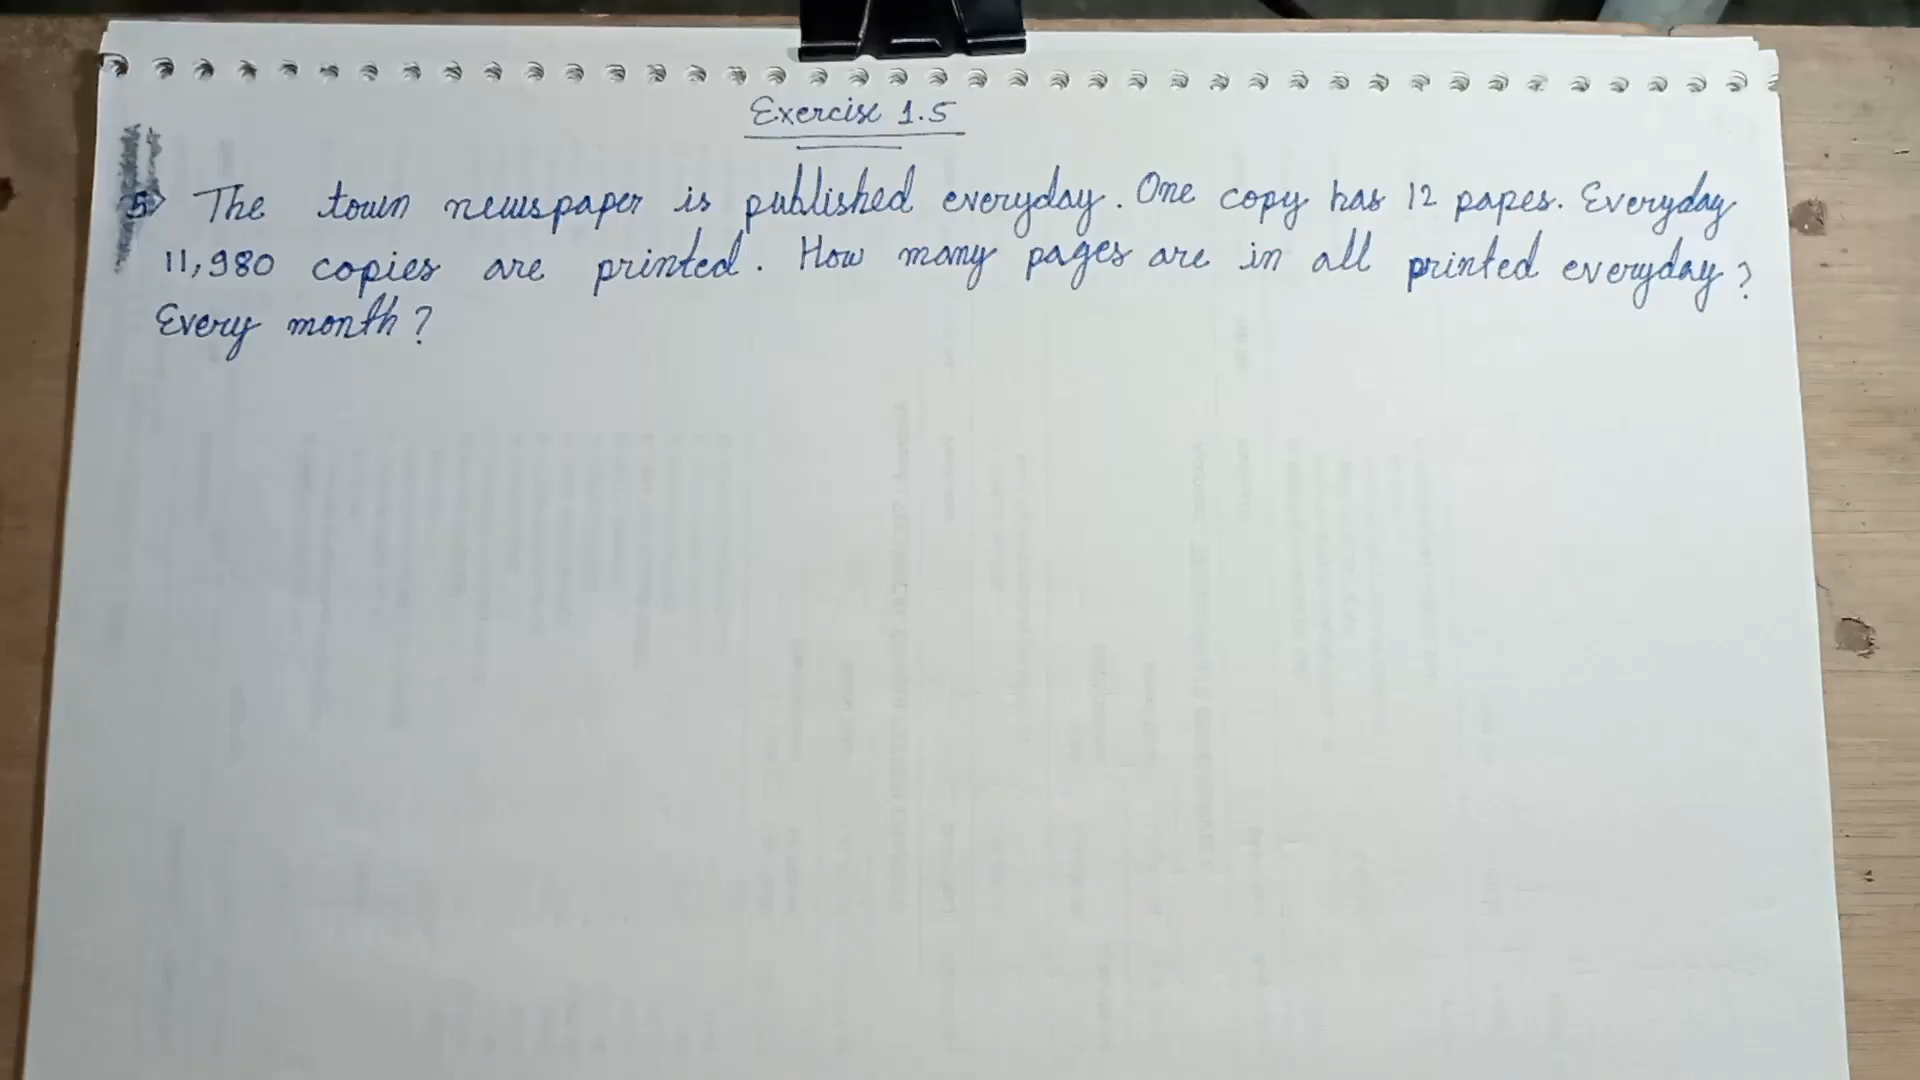 Exercise 1.5
5> The town newspaper is published everyday. One copy has 12 papes. Everyday
11,980 copies are printed. How many pages are in all printed everyday?
Every month?